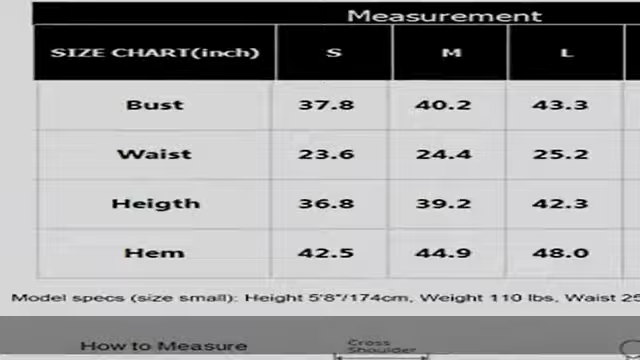 Measurement
SIZE CHART(inch) S M L
Bust 37.8 40.2 43.3
Waist 23.6 24.4 25.2
Heigth 36.8 39.2 42.3
Hem 42.5 44.9 48.0
Model specs (size small): Height 5'8"/174cm, Weight 110 lbs, Waist 25
How to Measure
Cross
Shoulder